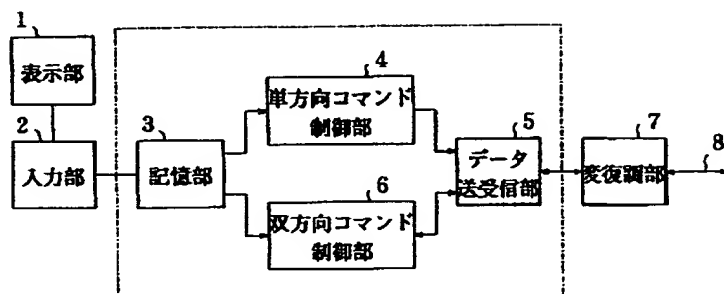 1
表示部
2
入力部
3
記憶部
4
単方向コマンド
制御部
5
データ
送受信部
6
双方向コマンド
制御部
7
変復調部
8